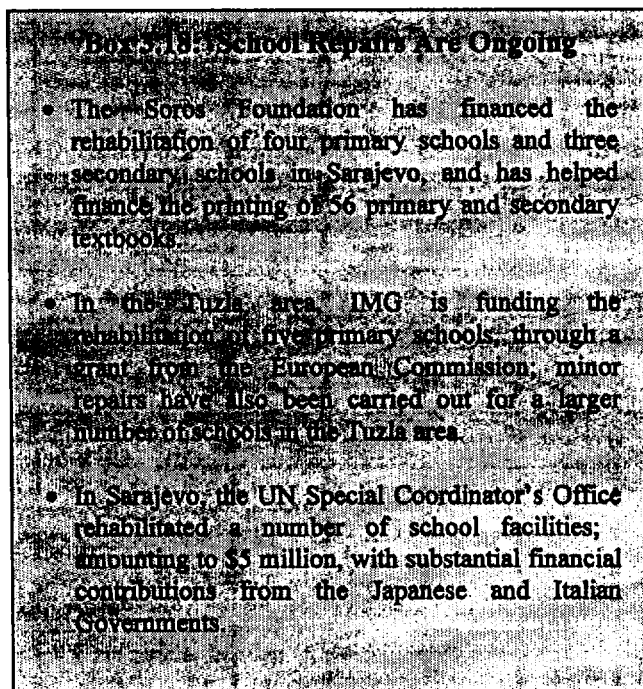 Box 3.18: School Repairs Are Ongoing
• The Soros Foundation has financed the
rehabilitation of four primary schools and three
secondary schools in Sarajevo, and has helped
finance the printing of 56 primary and secondary
textbooks.
• In the Tuzla area, IMG is funding the
rehabilitation of five primary schools, through a
grant from the European Commission; minor
repairs have also been carried out for a larger
number of schools in the Tuzla area.
• In Sarajevo, the UN Special Coordinator's Office
rehabilitated a number of school facilities;
amounting to $5 million, with substantial financial
contributions from the Japanese and Italian
Governments.